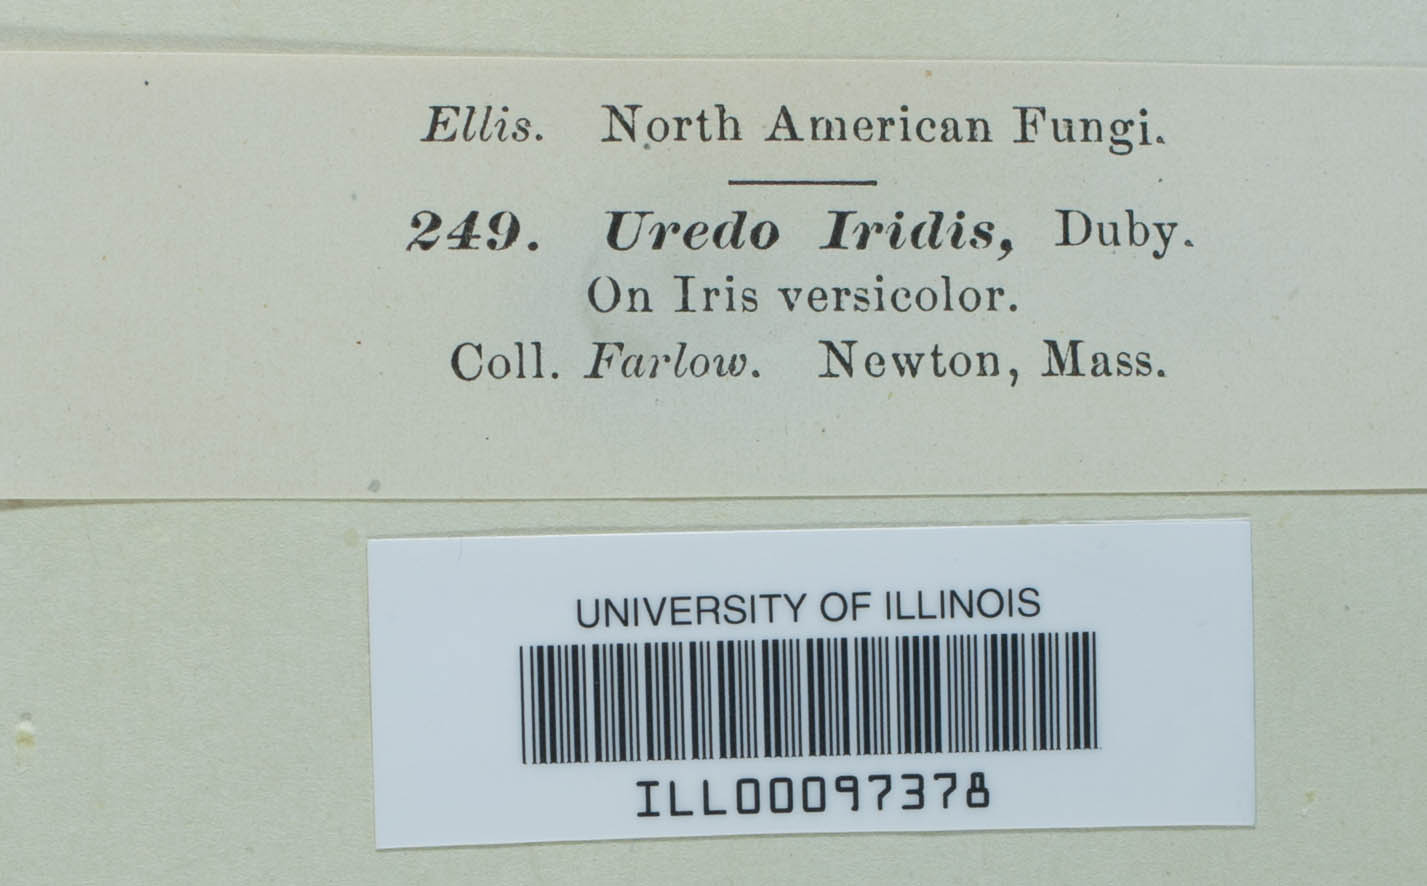 Ellis. North American Fungi.
249. Uredo Iridis, Duby.
On Iris versicolor.
Coll. Farlow. Newton, Mass.
UNIVERSITY OF ILLINOIS
ILL00097378